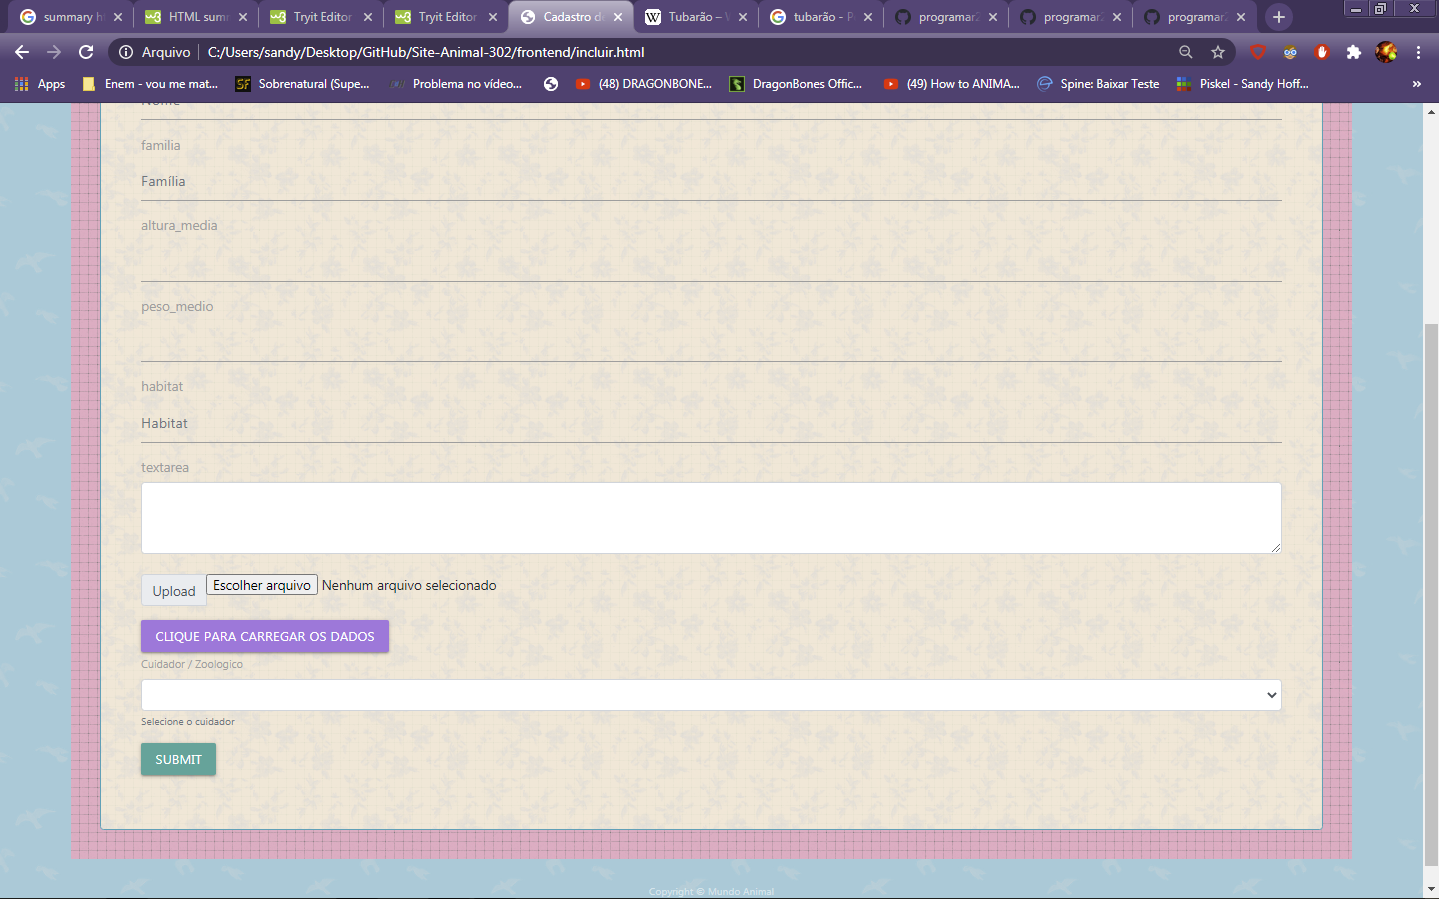 summary h
HTML sum
Tryit Editor
Tryit Editor
Cadastro d
Tubarão –
tubarão - P
programar
programar
programar
Arquivo C:/Users/sandy/Desktop/GitHub/Site-Animal-302/frontend/incluir.html
Apps
Enem - vou me mat...
Sobrenatural (Supe...
Problema no vídeo...
(48) DRAGONBONE...
DragonBones Offic...
(49) How to ANIMA...
Spine: Baixar Teste
Piskel - Sandy Hoff...
»
Nome
familia
Família
altura_media
peso_medio
habitat
Habitat
textarea
Upload Escolher arquivo Nenhum arquivo selecionado
CLIQUE PARA CARREGAR OS DADOS
Cuidador / Zoologico
Selecione o cuidador
SUBMIT
Copyright © Mundo Animal